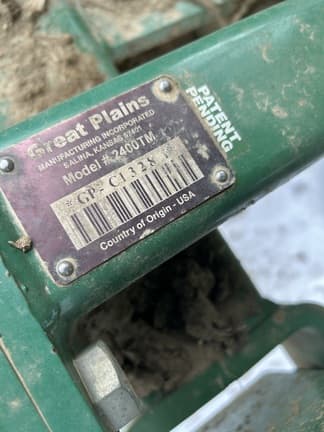 Great Plains
MANUFACTURING INCORPORATED
SALINA, KANSAS 67401
Model # 2400TM
*GP-C1328*
Country of Origin - USA
PATENT
PENDING